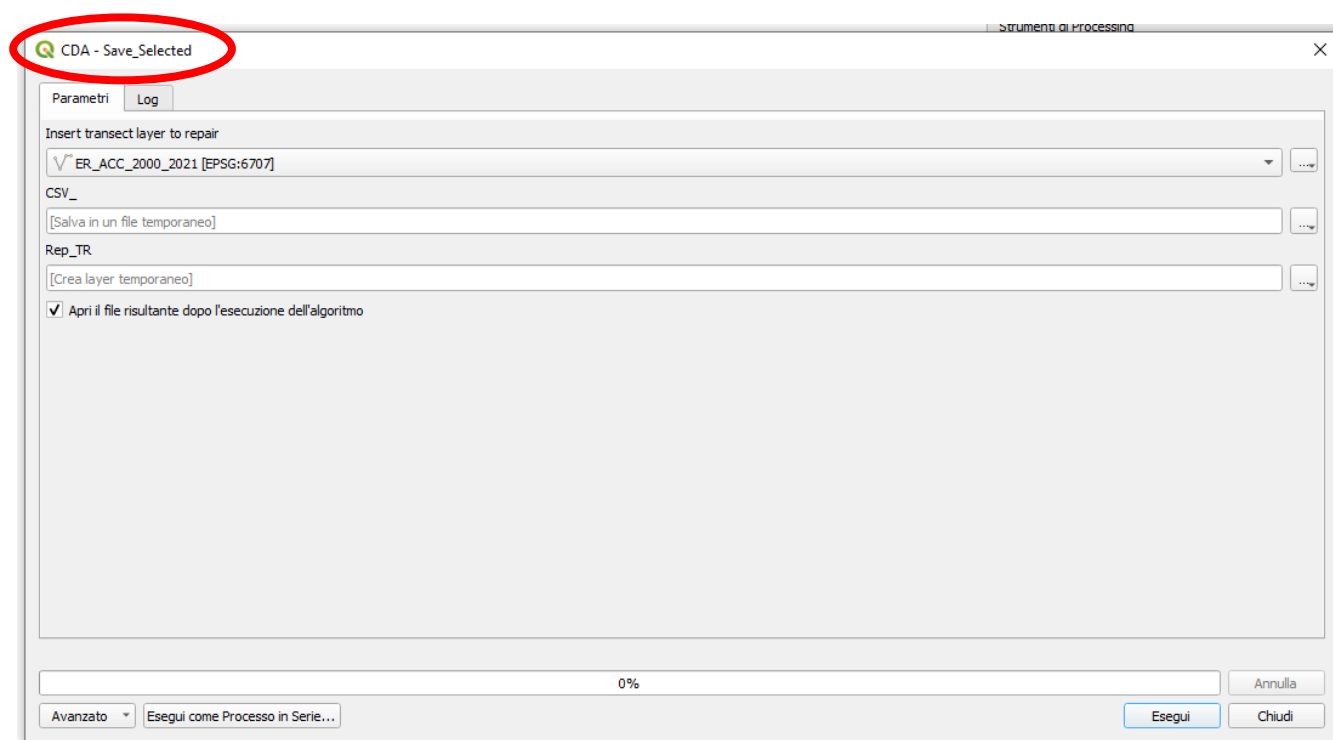 Strumenti di Processing
CDA - Save_Selected
Parametri
Log
Insert transect layer to repair
ER_ACC_2000_2021 [EPSG:6707]
...
CSV_
[Salva in un file temporaneo]
...
Rep_TR
[Crea layer temporaneo]
...
Apri il file risultante dopo l'esecuzione dell'algoritmo
0%
Annulla
Avanzato
Esegui come Processo in Serie...
Esegui
Chiudi